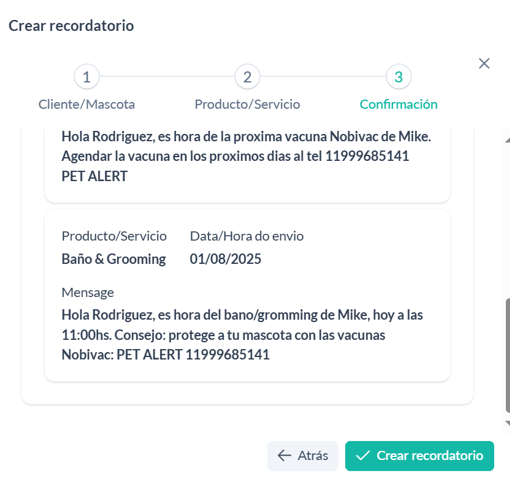 Crear recordatorio
1
2
3
Cliente/Mascota
Producto/Servicio
Confirmación
Hola Rodriguez, es hora de la proxima vacuna Nobivac de Mike.
Agendar la vacuna en los proximos dias al tel 11999685141
PET ALERT
Producto/Servicio
Data/Hora do envio
Baño & Grooming
01/08/2025
Message
Hola Rodriguez, es hora del bano/gromming de Mike, hoy a las
11:00hs. Consejo: protege a tu mascota con las vacunas
Nobivac: PET ALERT 11999685141
Atrás
Crear recordatorio